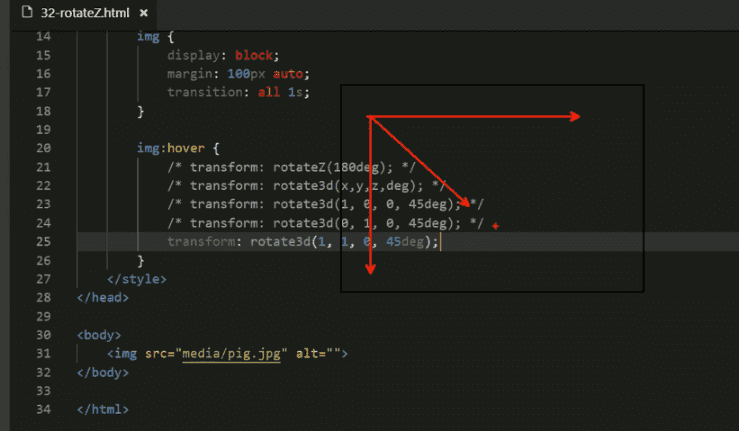 32-rotateZ.html ×
14 img {
15 display: block;
16 margin: 100px auto;
17 transition: all 1s;
18 }
19
20 img:hover {
21 /* transform: rotateZ(180deg); */
22 /* transform: rotate3d(x,y,z,deg); */
23 /* transform: rotate3d(1, 0, 0, 45deg); */
24 /* transform: rotate3d(0, 1, 0, 45deg); */
25 transform: rotate3d(1, 1, 0, 45deg);
26 }
27 </style>
28 </head>
29
30 <body>
31 <img src="media/pig.jpg" alt="">
32 </body>
33
34 </html>